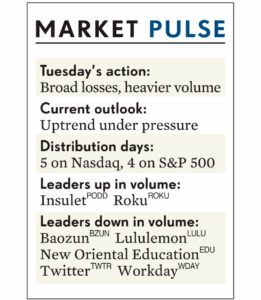 MARKET PULSE
Tuesday's action:
Broad losses, heavier volume
Current outlook:
Uptrend under pressure
Distribution days:
5 on Nasdaq, 4 on S&P 500
Leaders up in volume:
Insulet PODD Roku ROKU
Leaders down in volume:
Baozun BZUN Lululemon LULU
New Oriental Education EDU
Twitter TWTR Workday WDAY